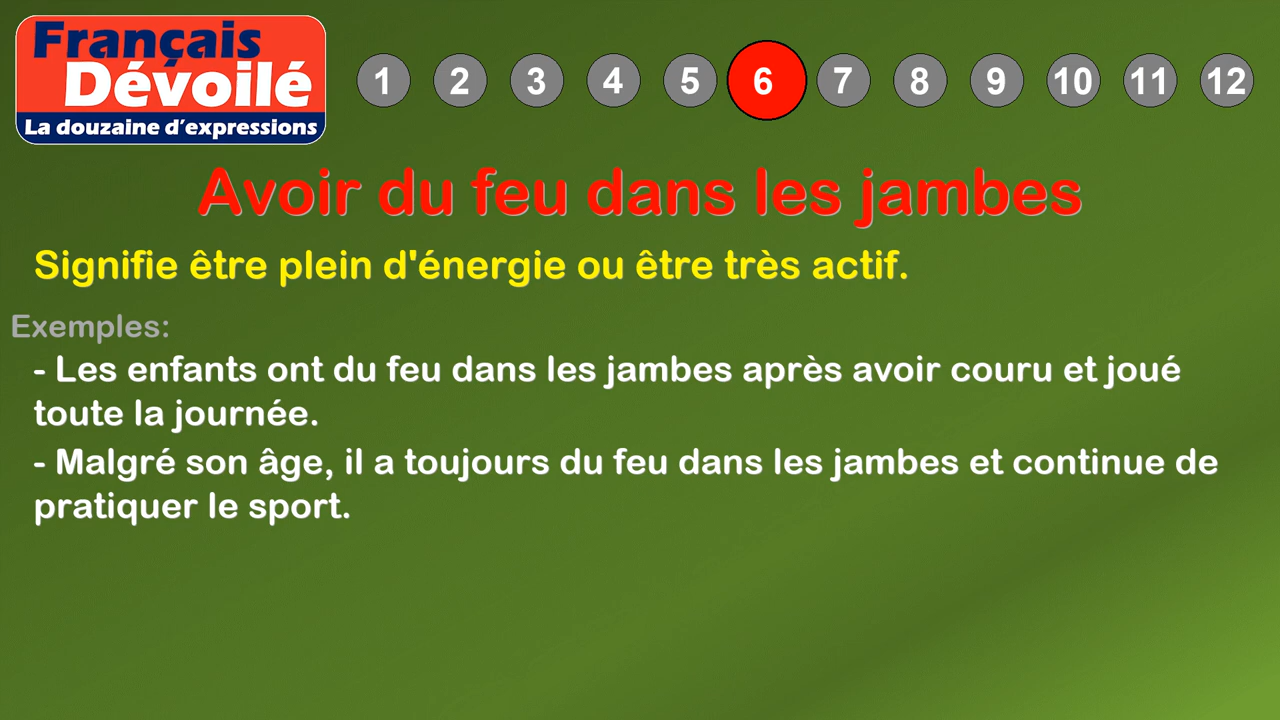 Français
Dévoilé
La douzaine d'expressions
1 2 3 4 5 6 7 8 9 10 11 12
Avoir du feu dans les jambes
Signifie être plein d'énergie ou être très actif.
Exemples:
- Les enfants ont du feu dans les jambes après avoir couru et joué
toute la journée.
- Malgré son âge, il a toujours du feu dans les jambes et continue de
pratiquer le sport.